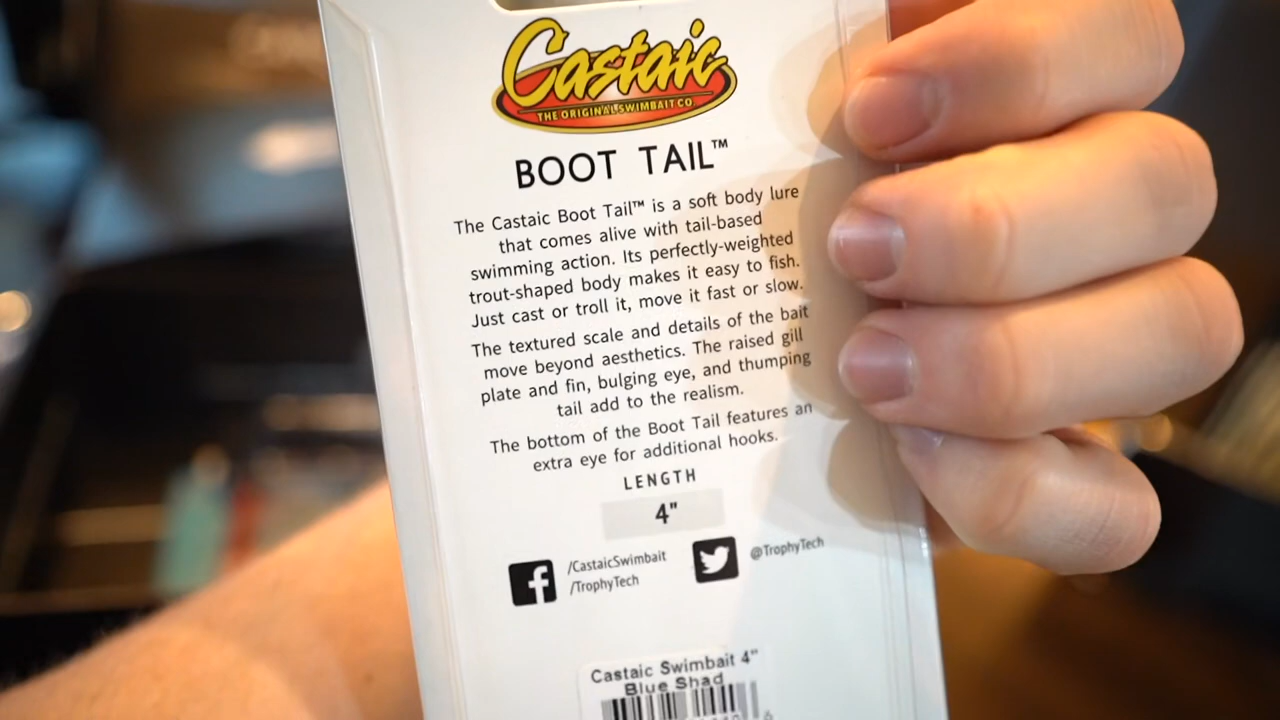 Castaic
THE ORIGINAL SWIMBAIT CO.
BOOT TAIL™
The Castaic Boot Tail™ is a soft body lure
that comes alive with tail-based
swimming action. Its perfectly-weighted
trout-shaped body makes it easy to fish.
Just cast or troll it, move it fast or slow.
The textured scale and details of the bait
move beyond aesthetics. The raised gill
plate and fin, bulging eye, and thumping
tail add to the realism.
The bottom of the Boot Tail features an
extra eye for additional hooks.
LENGTH
4"
/CastaicSwimbait
/TrophyTech
@TrophyTech
Castaic Swimbait 4"
Blue Shad